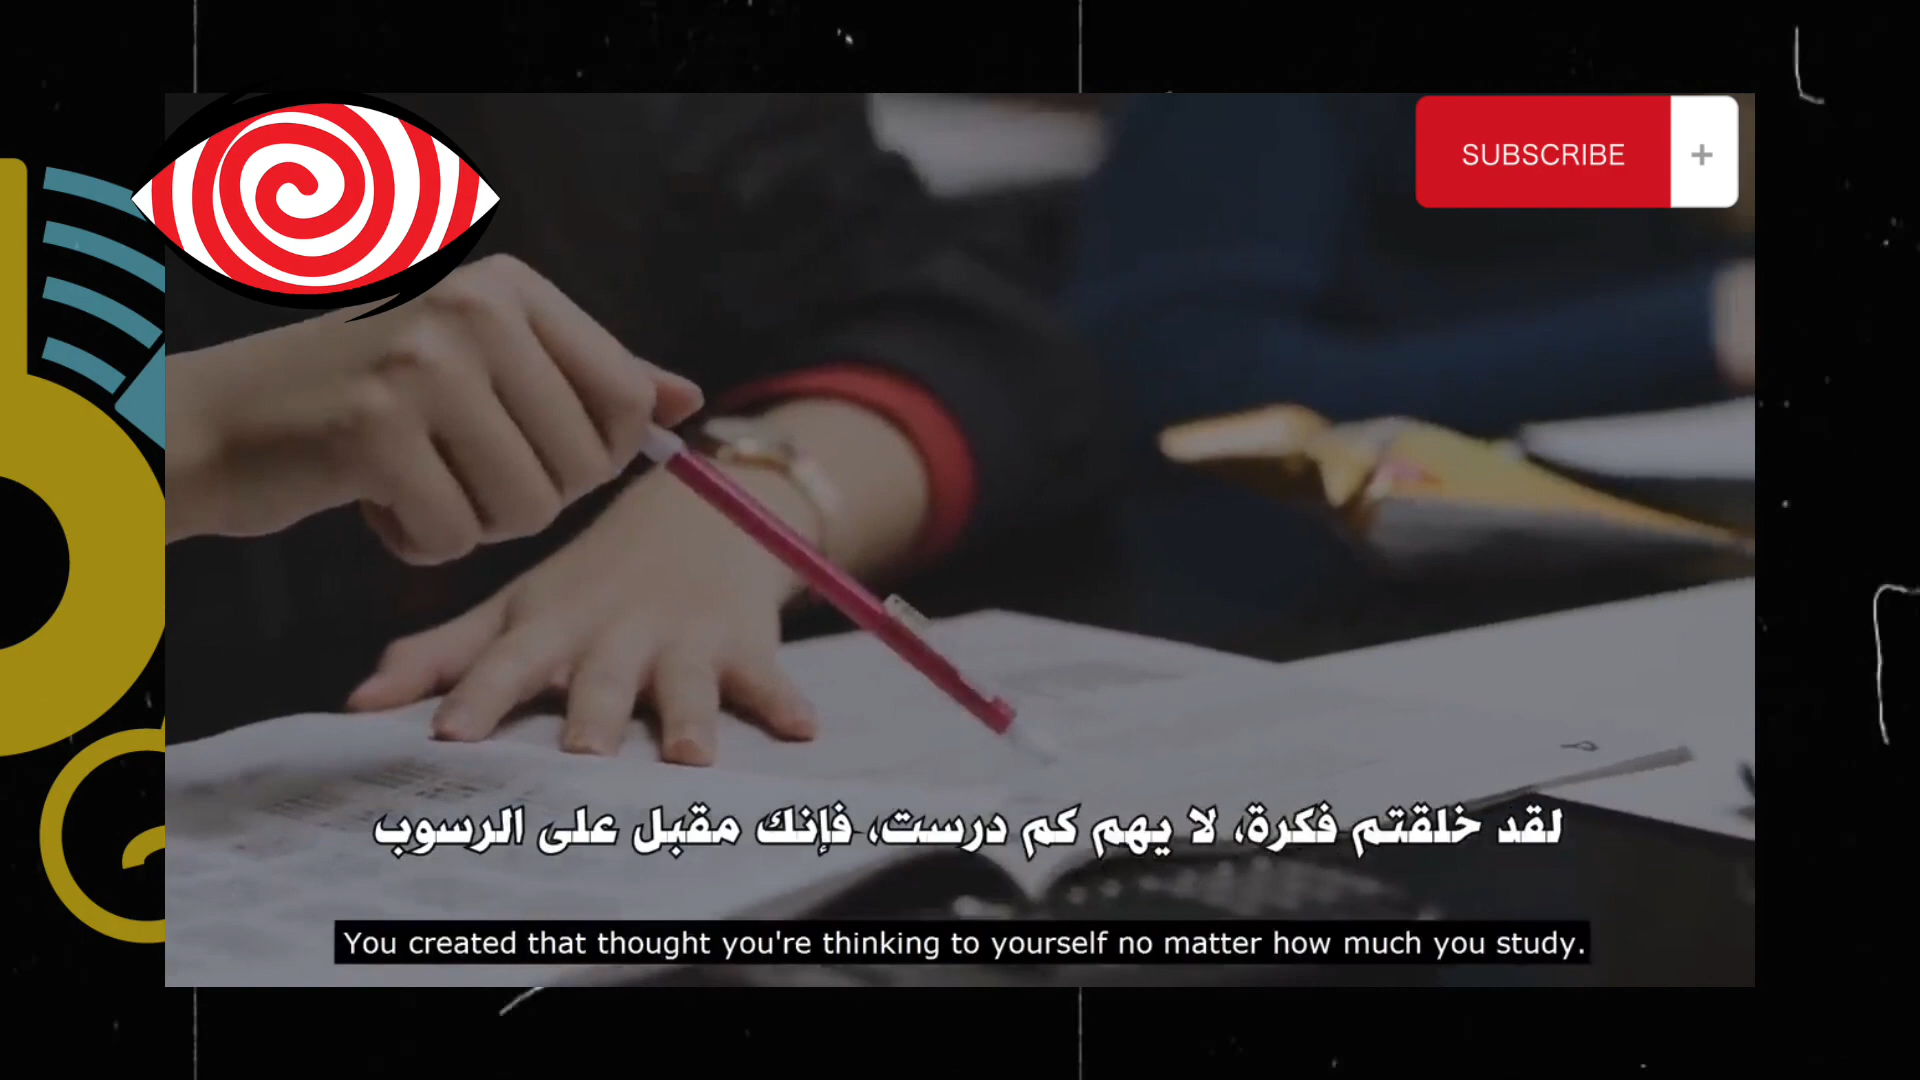 SUBSCRIBE +
لقد خلقتم فكرة، لا يهم كم درست، فإنك مقبل على الرسوب
You created that thought you're thinking to yourself no matter how much you study.